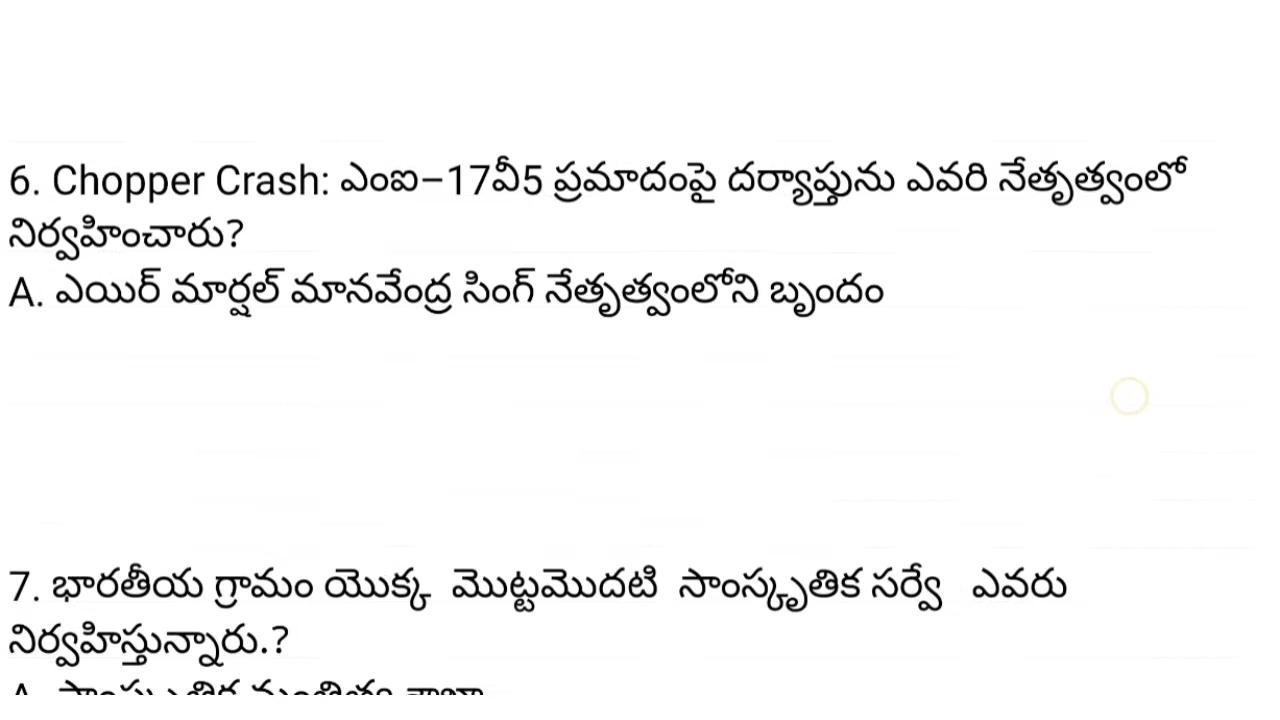 6. Chopper Crash: ఎంఐ–17వీ5 ప్రమాదంపై దర్యాప్తును ఎవరి నేతృత్వంలో
నిర్వహించారు?
A. ఎయిర్ మార్షల్ మానవేంద్ర సింగ్ నేతృత్వంలోని బృందం
7. భారతీయ గ్రామం యొక్క మొట్టమొదటి సాంస్కృతిక సర్వే ఎవరు
నిర్వహిస్తున్నారు.?
A. సాంస్కృతిక